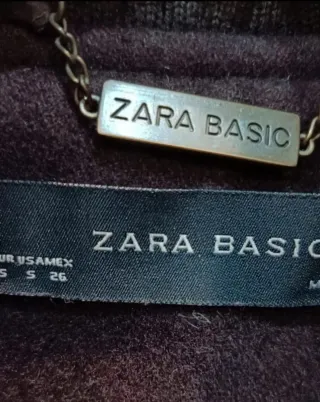 ZARA BASIC
ZARA BASIC
USA MEX
S S 26
M